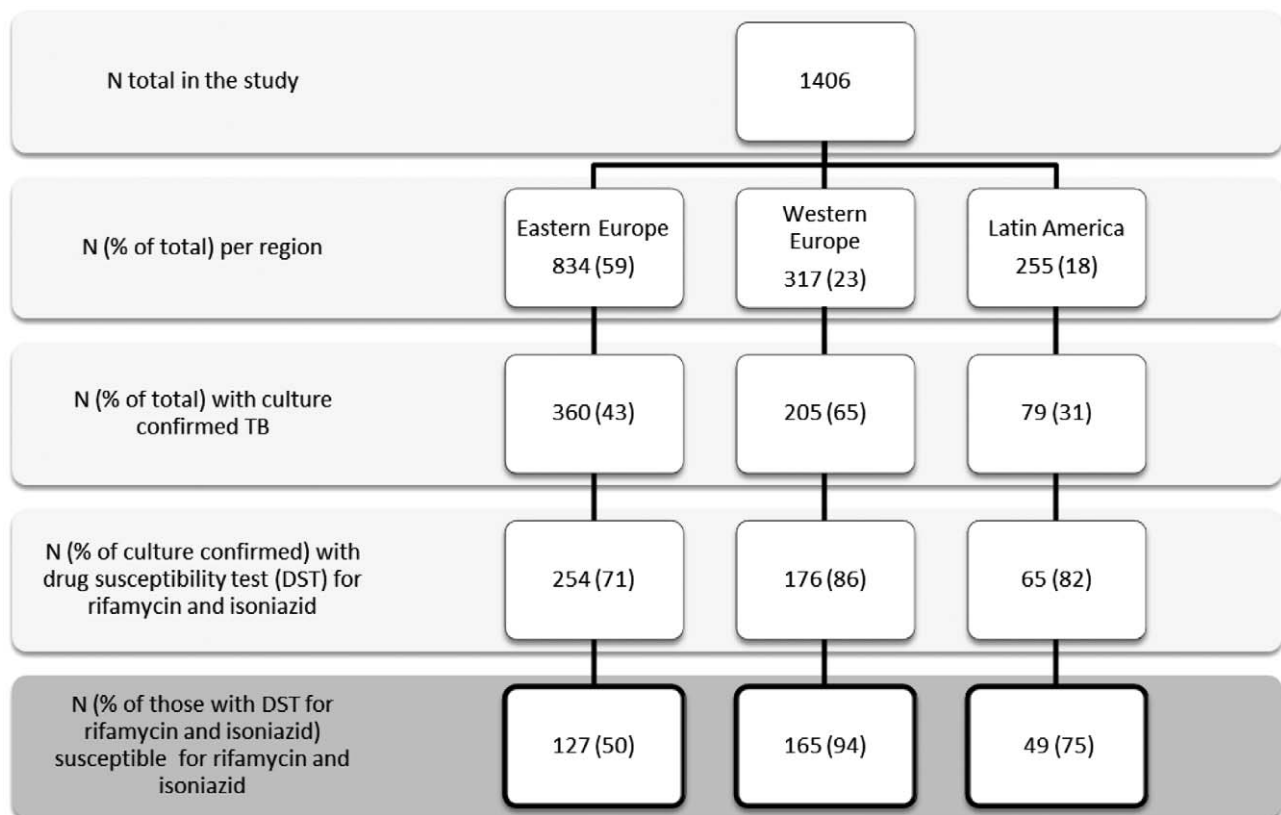 N total in the study
1406
N (% of total) per region
Eastern Europe
834 (59)
Western
Europe
317 (23)
Latin America
255 (18)
N (% of total) with culture
confirmed TB
360 (43)
205 (65)
79 (31)
N (% of culture confirmed) with
drug susceptibility test (DST) for
rifamycin and isoniazid
254 (71)
176 (86)
65 (82)
N (% of those with DST for
rifamycin and isoniazid)
susceptible for rifamycin and
isoniazid
127 (50)
165 (94)
49 (75)